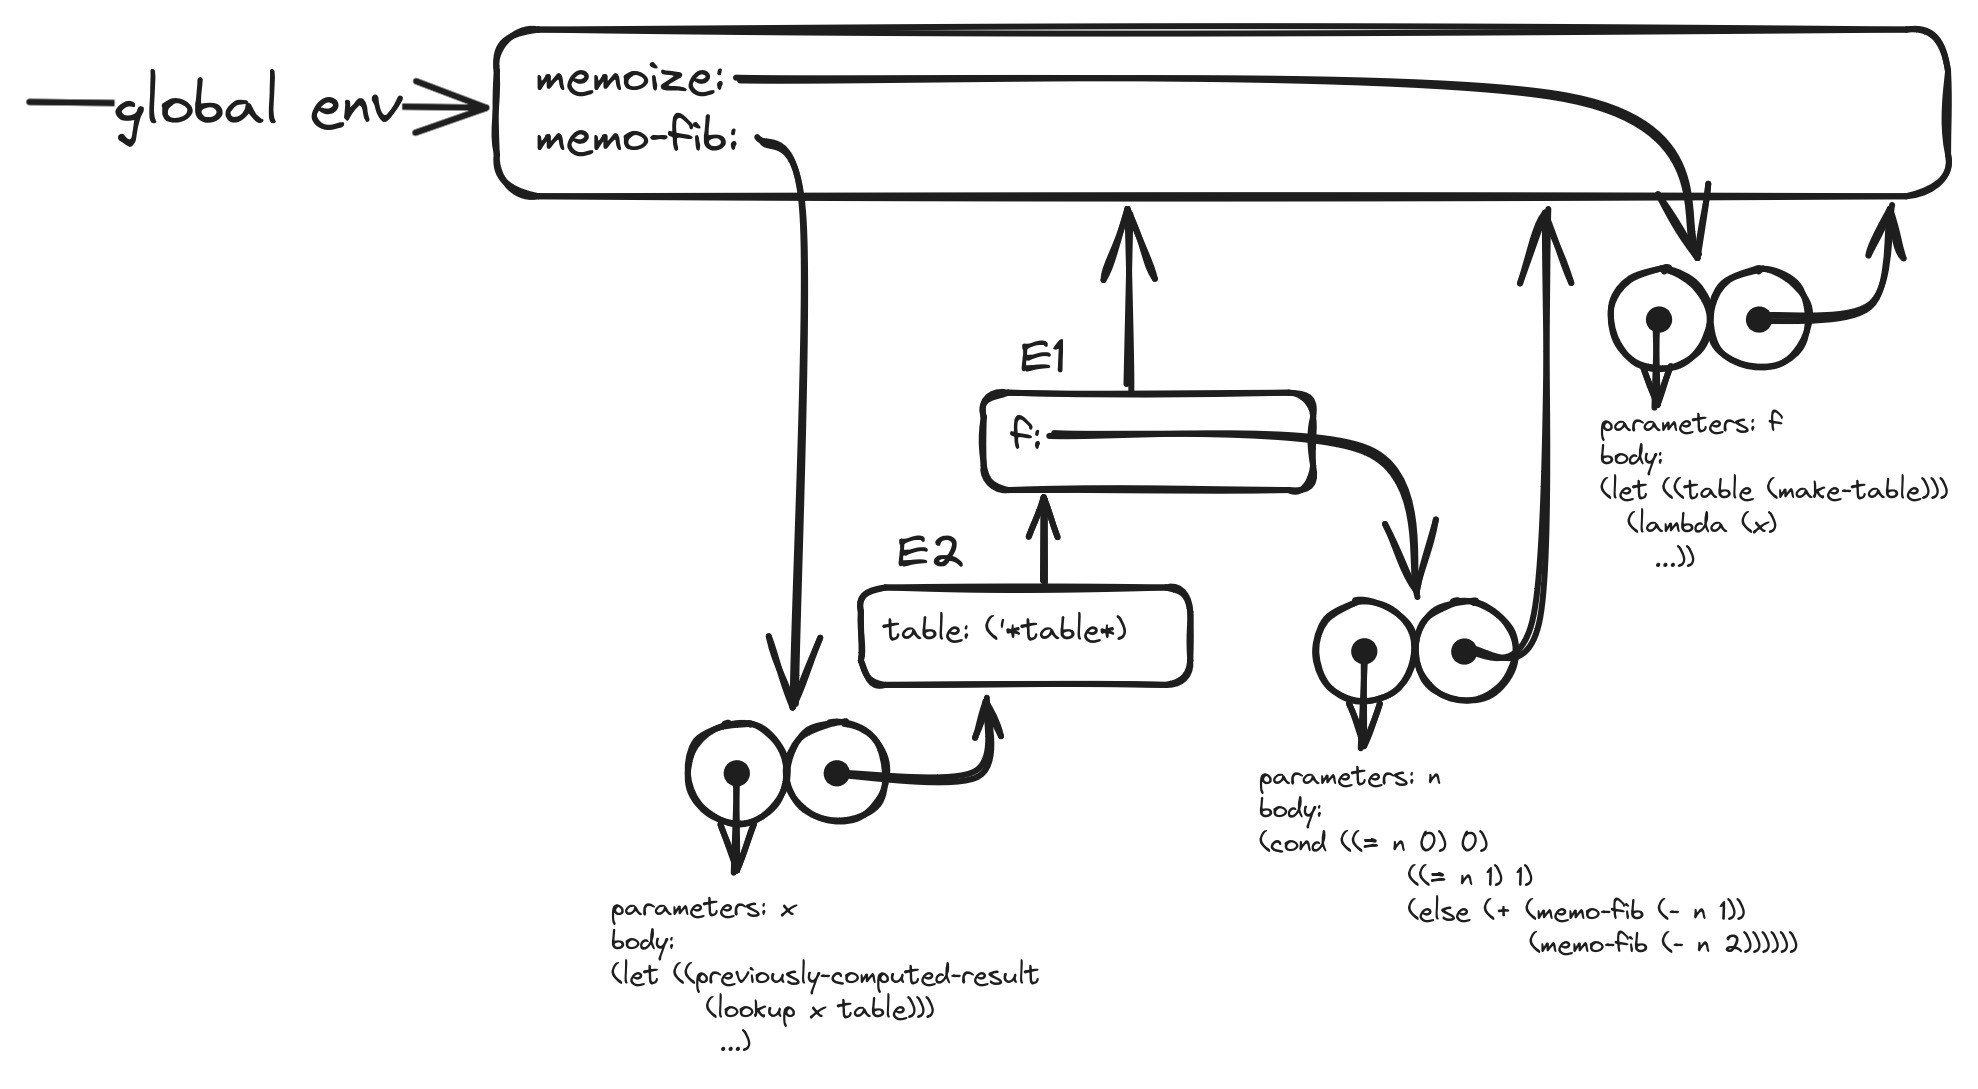 global env
memoize:
memo-fib:
E1
f:
E2
table: ('*table*)
parameters: f
body:
(let ((table (make-table)))
(lambda (x)
...))
parameters: n
body:
(cond ((= n 0) 0)
((= n 1) 1)
(else (+ (memo-fib (- n 1))
(memo-fib (- n 2))))))
parameters: x
body:
(let ((previously-computed-result
(lookup x table)))
...)